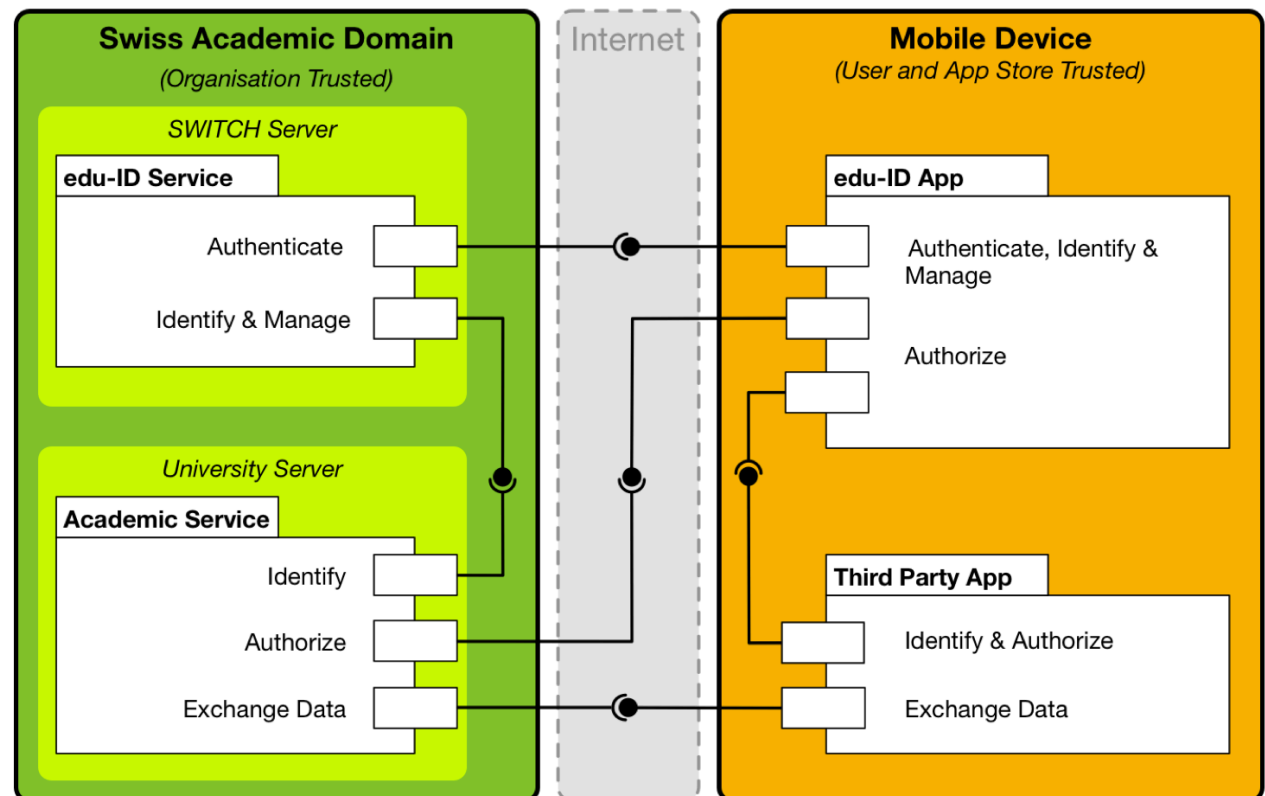 Swiss Academic Domain
(Organisation Trusted)
SWITCH Server
edu-ID Service
Authenticate
Identify & Manage
University Server
Academic Service
Identify
Authorize
Exchange Data
Internet
Mobile Device
(User and App Store Trusted)
edu-ID App
Authenticate, Identify &
Manage
Authorize
Third Party App
Identify & Authorize
Exchange Data